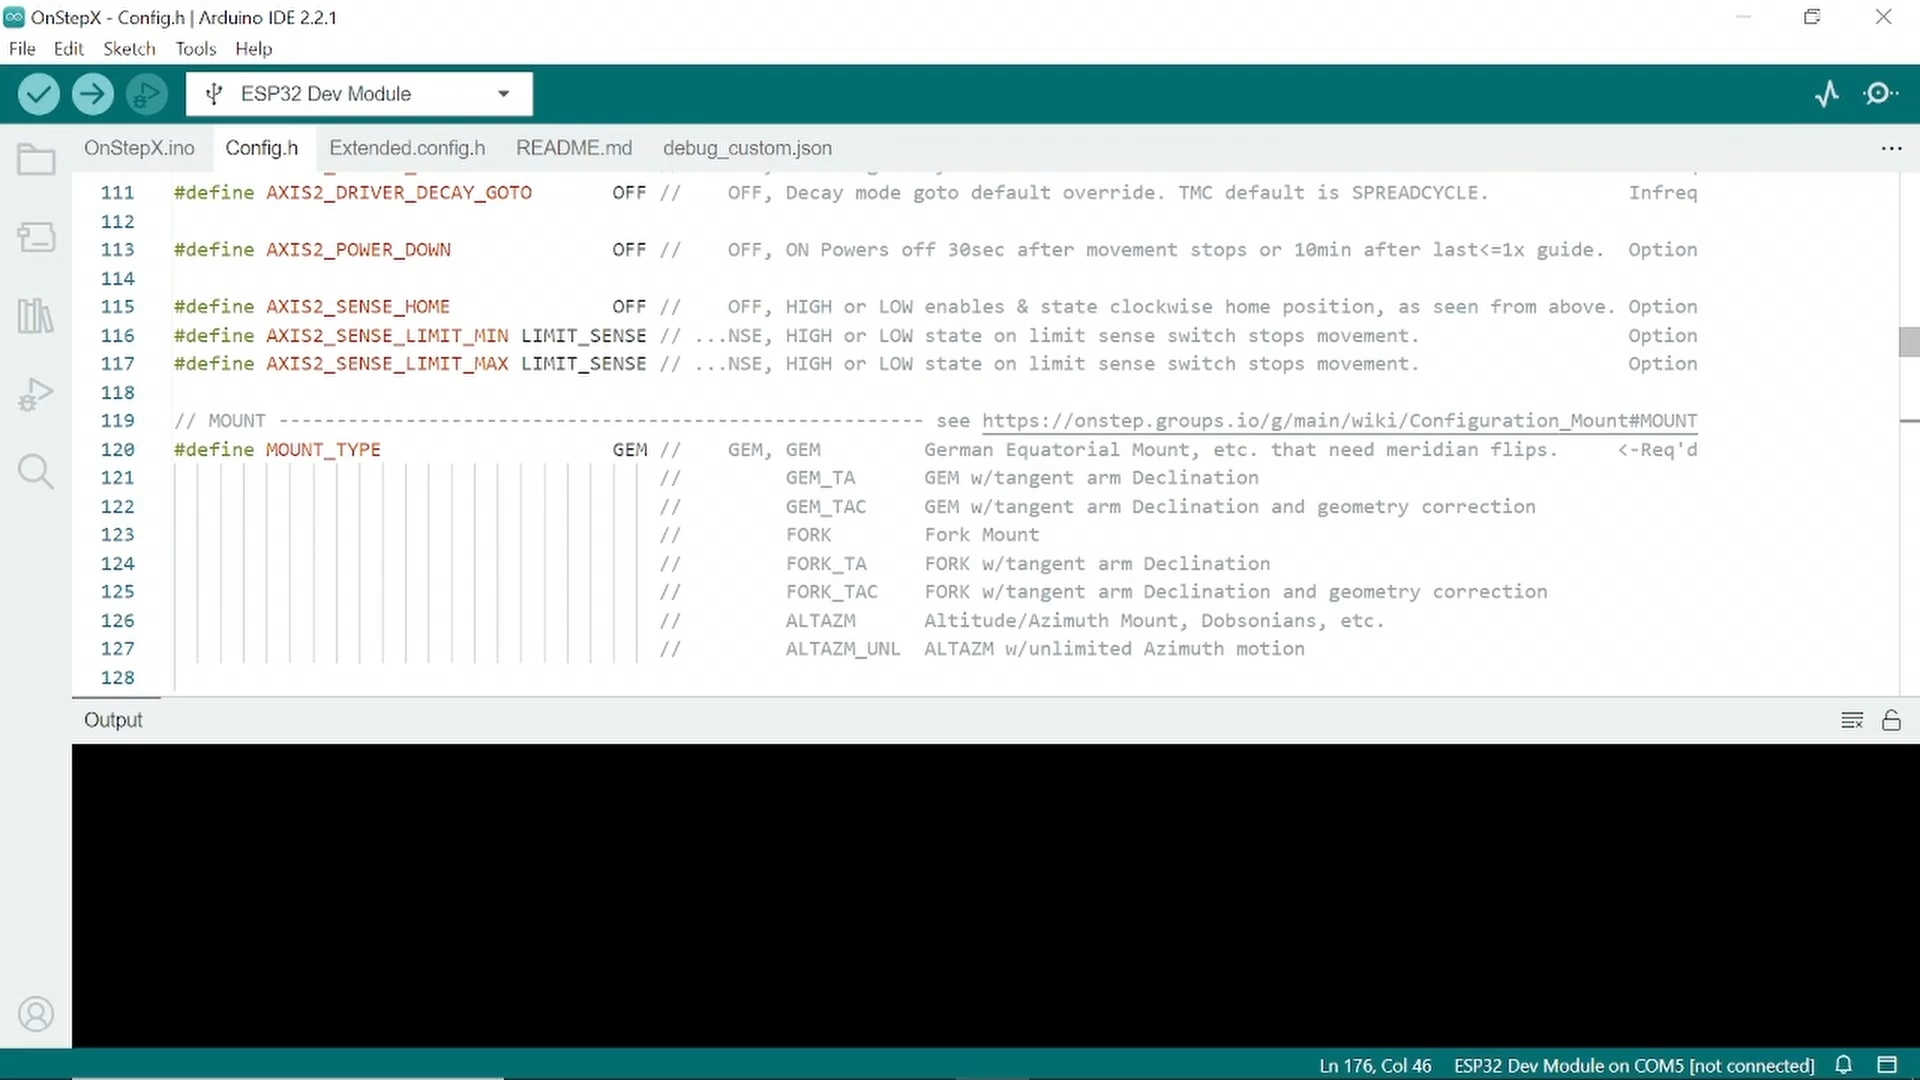 OnStepX - Config.h | Arduino IDE 2.2.1
File Edit Sketch Tools Help
ESP32 Dev Module
OnStepX.ino Config.h Extended.config.h README.md debug_custom.json
111 #define AXIS2_DRIVER_DECAY_GOTO OFF // OFF, Decay mode goto default override. TMC default is SPREADCYCLE. Infreq
112
113 #define AXIS2_POWER_DOWN OFF // OFF, ON Powers off 30sec after movement stops or 10min after last<=1x guide. Option
114
115 #define AXIS2_SENSE_HOME OFF // OFF, HIGH or LOW enables & state clockwise home position, as seen from above. Option
116 #define AXIS2_SENSE_LIMIT_MIN LIMIT_SENSE // ...NSE, HIGH or LOW state on limit sense switch stops movement. Option
117 #define AXIS2_SENSE_LIMIT_MAX LIMIT_SENSE // ...NSE, HIGH or LOW state on limit sense switch stops movement. Option
118
119 // MOUNT -------------------------------------------------------- see https://onstep.groups.io/g/main/wiki/Configuration_Mount#MOUNT
120 #define MOUNT_TYPE GEM // GEM, GEM German Equatorial Mount, etc. that need meridian flips. <-Req'd
121 // GEM_TA GEM w/tangent arm Declination
122 // GEM_TAC GEM w/tangent arm Declination and geometry correction
123 // FORK Fork Mount
124 // FORK_TA FORK w/tangent arm Declination
125 // FORK_TAC FORK w/tangent arm Declination and geometry correction
126 // ALTAZM Altitude/Azimuth Mount, Dobsonians, etc.
127 // ALTAZM_UNL ALTAZM w/unlimited Azimuth motion
128
Output
Ln 176, Col 46 ESP32 Dev Module on COM5 [not connected]